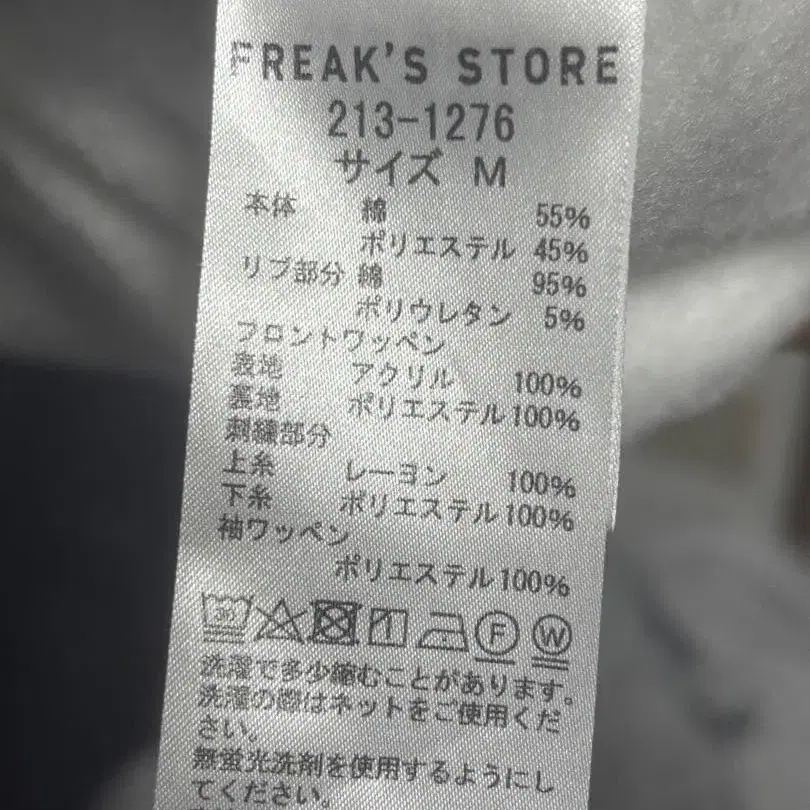 FREAK'S STORE
213-1276
サイズ M
本体 綿 55%
ポリエステル 45%
リブ部分 綿 95%
ポリウレタン 5%
フロントワッペン
表地 アクリル 100%
裏地 ポリエステル 100%
刺繍部分
上糸 レーヨン 100%
下糸 ポリエステル 100%
袖ワッペン
ポリエステル 100%
30 F W
洗濯で多少縮むことがあります。
洗濯の際はネットをご使用くだ
さい。
無蛍光洗剤を使用するようにし
てください。